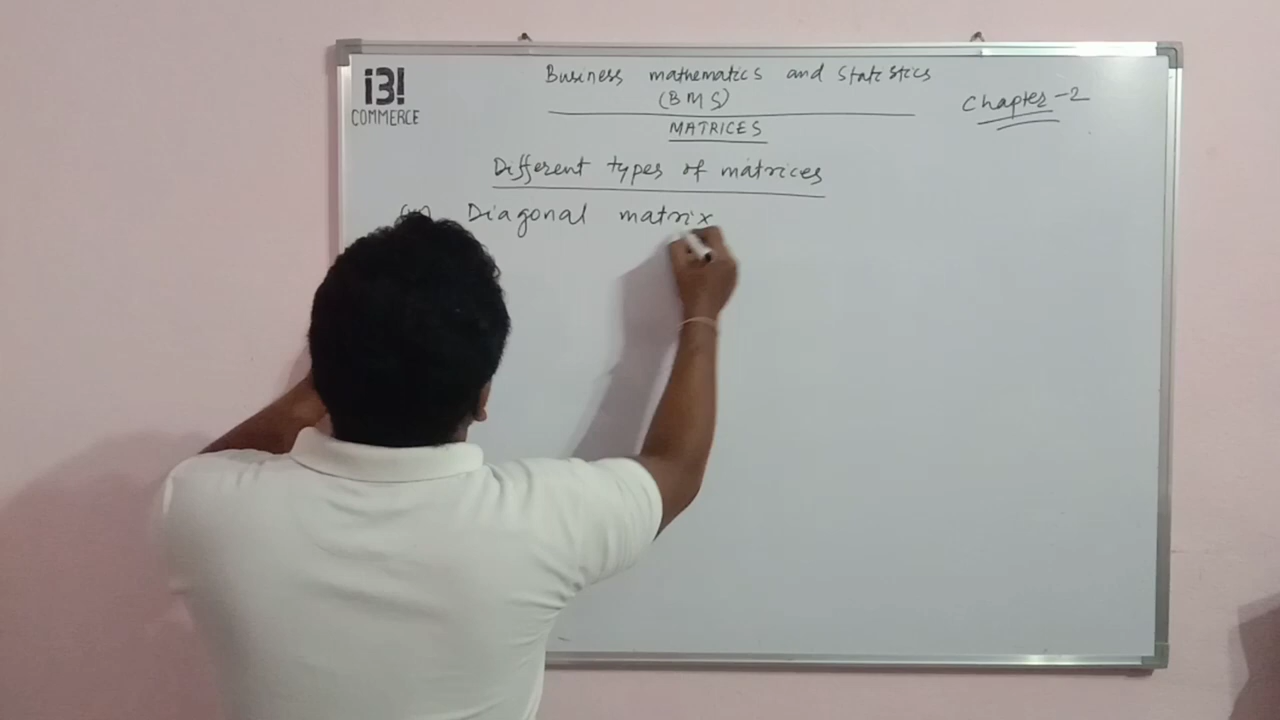 i3!
COMMERCE
Business mathematics and Statistics
(BMS)
Chapter-2
MATRICES
Different types of matrices
Diagonal matrix